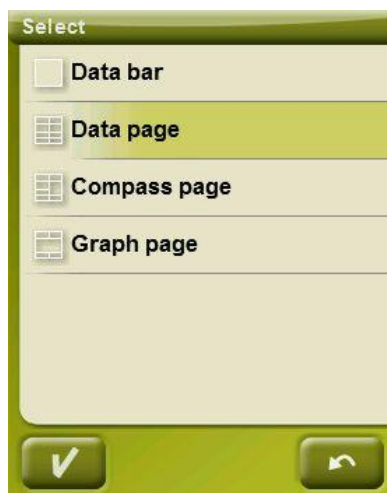 Select
Data bar
Data page
Compass page
Graph page